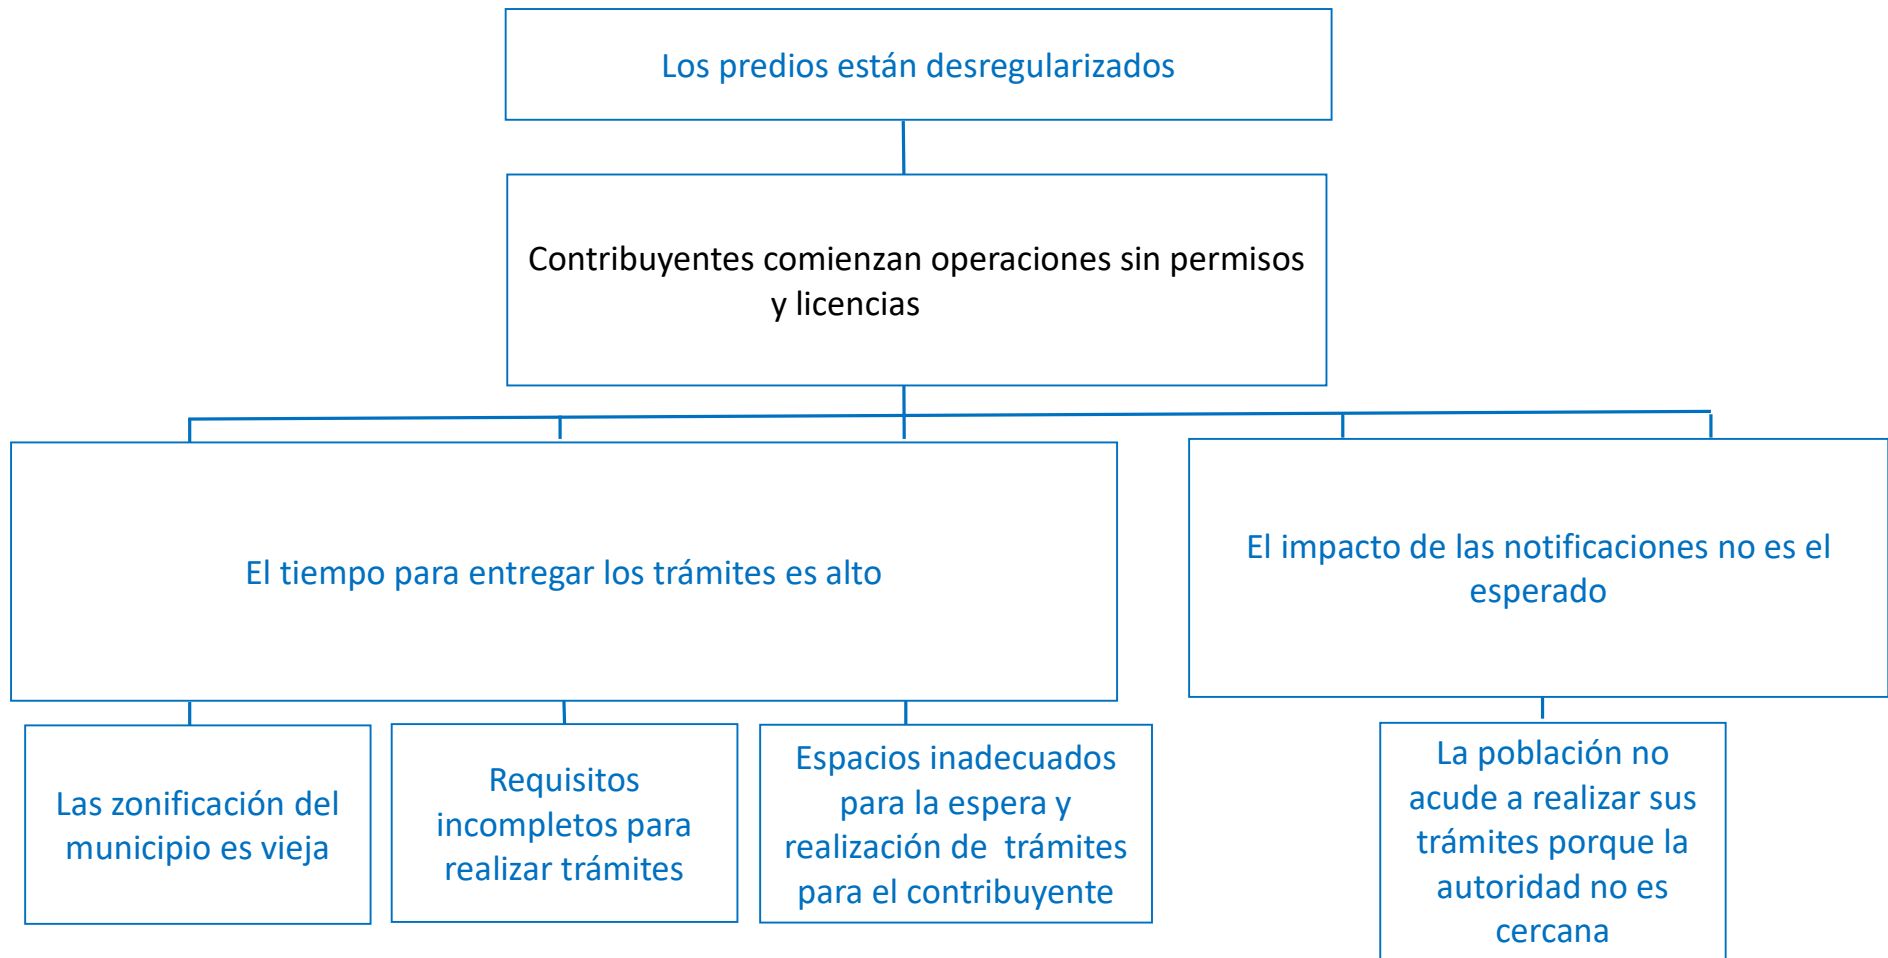 Los predios están desregularizados
Contribuyentes comienzan operaciones sin permisos
y licencias
El tiempo para entregar los trámites es alto
El impacto de las notificaciones no es el
esperado
Las zonificación del
municipio es vieja
Requisitos
incompletos para
realizar trámites
Espacios inadecuados
para la espera y
realización de trámites
para el contribuyente
La población no
acude a realizar sus
trámites porque la
autoridad no es
cercana